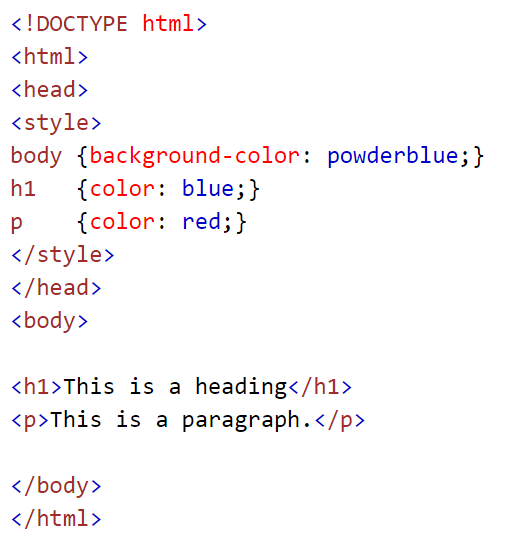 <!DOCTYPE html>
<html>
<head>
<style>
body {background-color: powderblue;}
h1   {color: blue;}
p    {color: red;}
</style>
</head>
<body>

<h1>This is a heading</h1>
<p>This is a paragraph.</p>

</body>
</html>